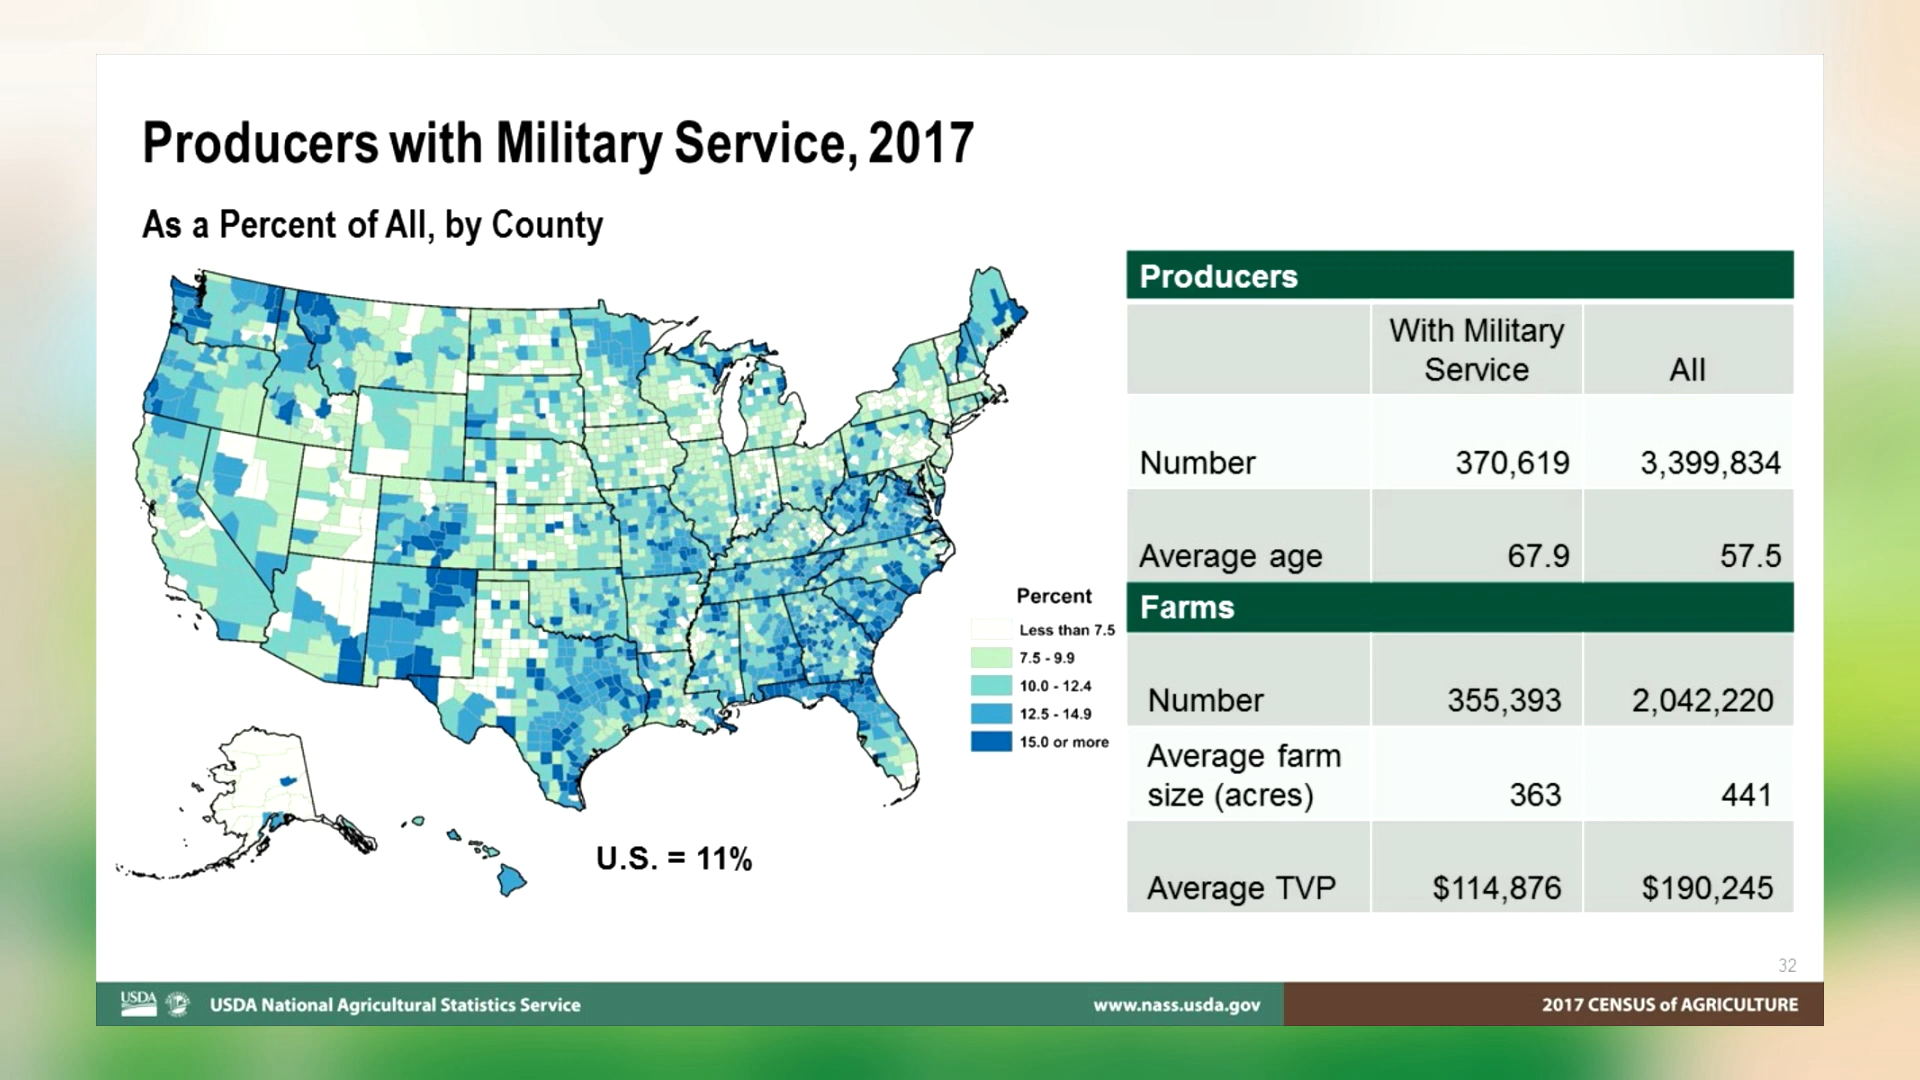 Producers with Military Service, 2017
As a Percent of All, by County
Percent
Less than 7.5
7.5 - 9.9
10.0 - 12.4
12.5 - 14.9
15.0 or more
U.S. = 11%
Producers
With Military
Service
All
Number 370,619 3,399,834
Average age 67.9 57.5
Farms
Number 355,393 2,042,220
Average farm
size (acres) 363 441
Average TVP $114,876 $190,245
32
USDA
USDA National Agricultural Statistics Service
www.nass.usda.gov
2017 CENSUS of AGRICULTURE